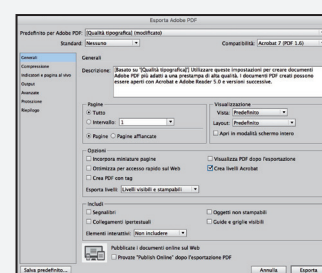 Esporta Adobe PDF
Predefinito per Adobe PDF: [Qualità tipografica] (modificato)
Standard: Nessuno Compatibilità: Acrobat 7 (PDF 1.6)
Generali
Compressione
Indicatori e pagina al vivo
Output
Avanzate
Protezione
Riepilogo
Generali
Descrizione: [Basato su '[Qualità tipografica]'] Utilizzare queste impostazioni per creare documenti
Adobe PDF più adatti a una prestampa di alta qualità. I documenti PDF creati possono
essere aperti con Acrobat e Adobe Reader 5.0 e versioni successive.
Pagine
Tutto
Intervallo: 1
Pagine Pagine affiancate
Visualizzazione
Vista: Predefinito
Layout: Predefinito
Apri in modalità schermo intero
Opzioni
Incorpora miniature pagine Visualizza PDF dopo l'esportazione
Ottimizza per accesso rapido sul Web Crea livelli Acrobat
Crea PDF con tag
Esporta livelli: Livelli visibili e stampabili
Includi
Segnalibri Oggetti non stampabili
Collegamenti ipertestuali Guide e griglie visibili
Elementi interattivi: Non includere
Pubblicate i documenti online sul Web
Provate "Publish Online" dopo l'esportazione PDF
Salva predefinito... Annulla Esporta